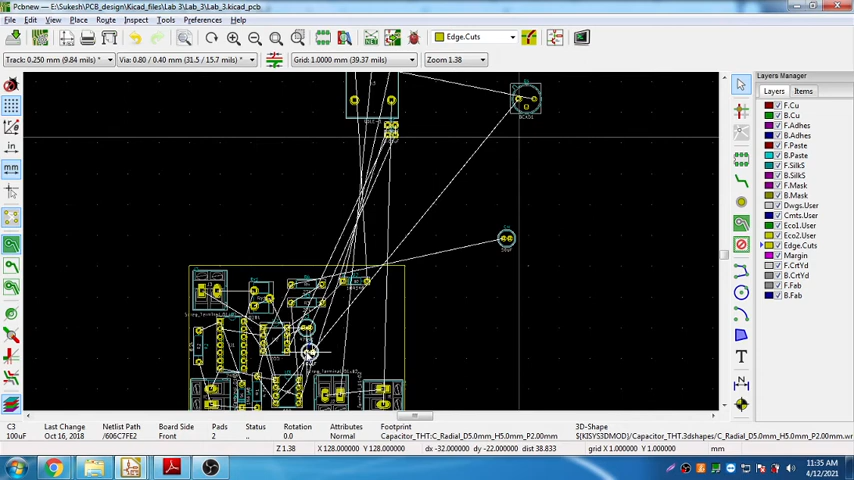 Pcbnew — E:\Sukesh\PCB_design\Kicad_files\Lab 3\Lab_3.kicad_pcb
File Edit View Place Route Inspect Tools Preferences Help
Edge.Cuts
Track: 0.250 mm (9.84 mils) Via: 0.80 / 0.40 mm (31.5 / 15.7 mils) Grid: 1.0000 mm (39.37 mils) Zoom 1.38
Layers Manager
Layers Items
F.Cu
B.Cu
F.Adhes
B.Adhes
F.Paste
B.Paste
F.SilkS
B.SilkS
F.Mask
B.Mask
Dwgs.User
Cmts.User
Eco1.User
Eco2.User
Edge.Cuts
Margin
F.CrtYd
B.CrtYd
F.Fab
B.Fab
in
mm
C3 Last Change Netlist Path Board Side Pads Status Rotation Attributes Footprint 3D-Shape
100uF Oct 16, 2018 /606C7FE2 Front 2 .. 0.0 Normal Capacitor_THT:C_Radial_D5.0mm_H5.0mm_P2.00mm ${KISYS3DMOD}/Capacitor_THT.3dshapes/C_Radial_D5.0mm_H5.0mm_P2.00mm.wr
Z 1.38 X 128.000000 Y 128.000000 dx -32.000000 dy -22.000000 dist 38.833 grid X 1.000000 Y 1.000000 mm
11:35 AM
4/12/2021